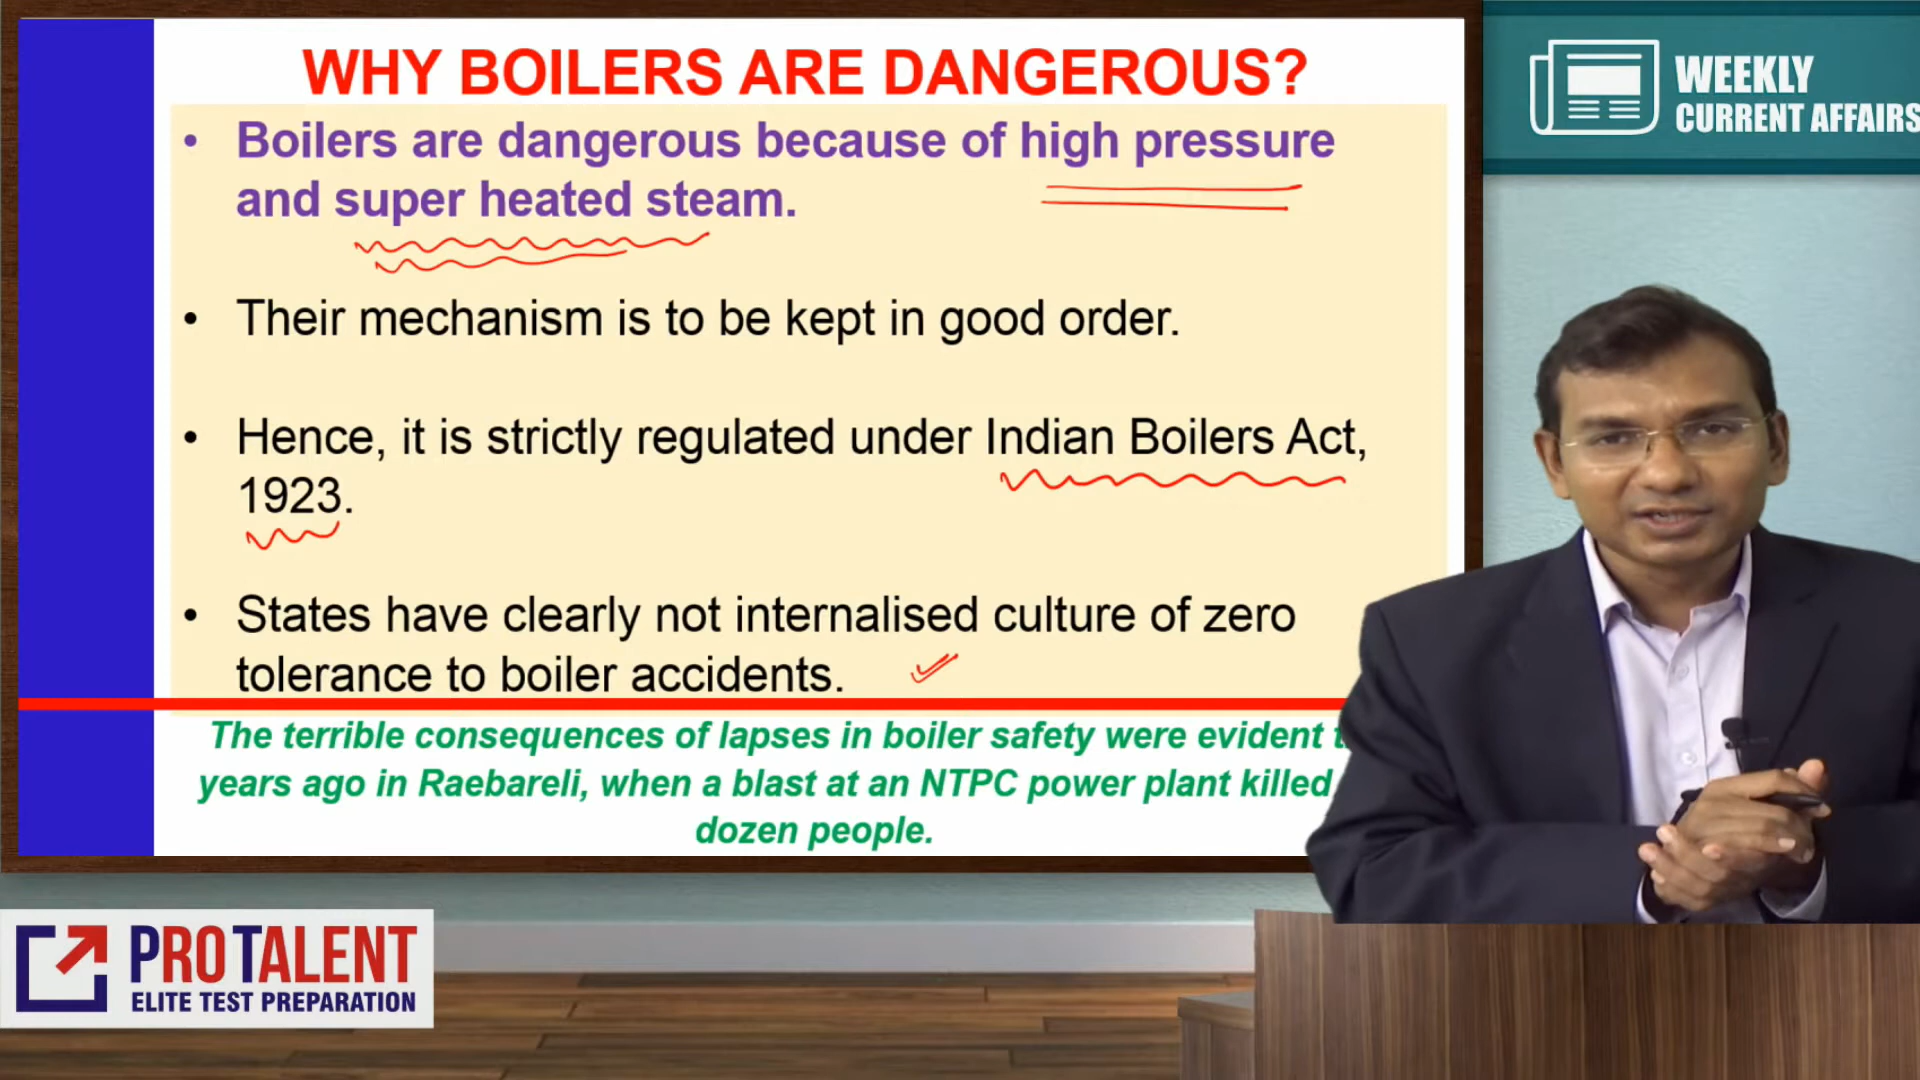 WHY BOILERS ARE DANGEROUS?
• Boilers are dangerous because of high pressure
and super heated steam.
• Their mechanism is to be kept in good order.
• Hence, it is strictly regulated under Indian Boilers Act,
1923.
• States have clearly not internalised culture of zero
tolerance to boiler accidents.
The terrible consequences of lapses in boiler safety were evident
years ago in Raebareli, when a blast at an NTPC power plant killed
dozen people.
WEEKLY
CURRENT AFFAIRS
PROTALENT
ELITE TEST PREPARATION